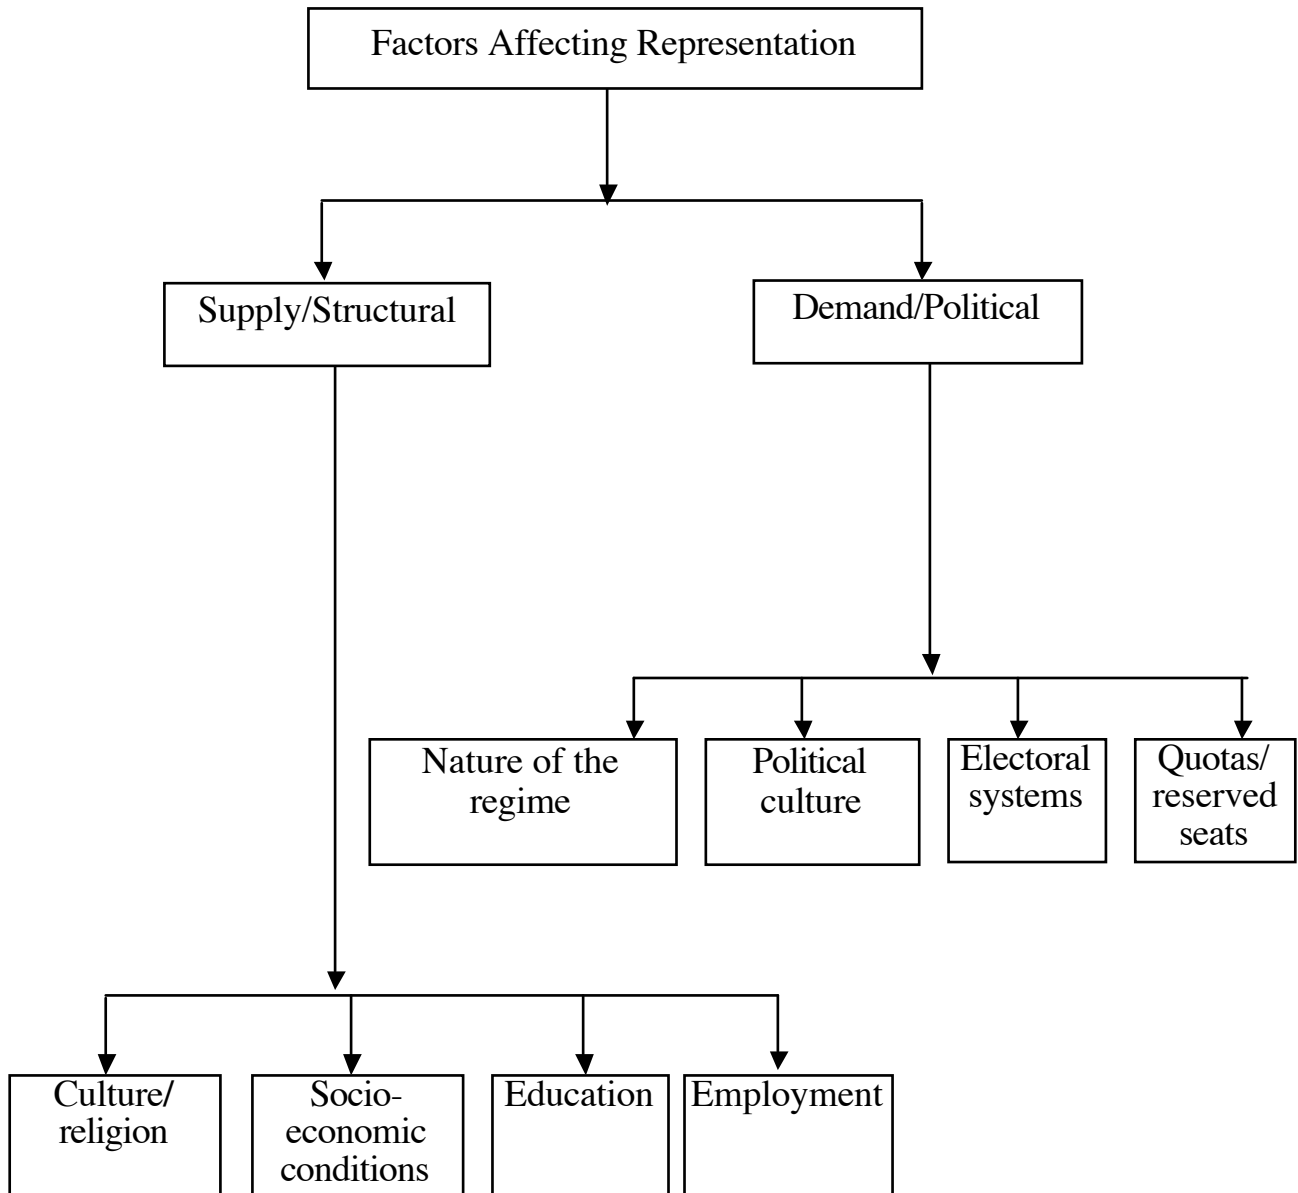 Factors Affecting Representation
Supply/Structural
Demand/Political
Nature of the
regime
Political
culture
Electoral
systems
Quotas/
reserved
seats
Culture/
religion
Socio-
economic
conditions
Education
Employment